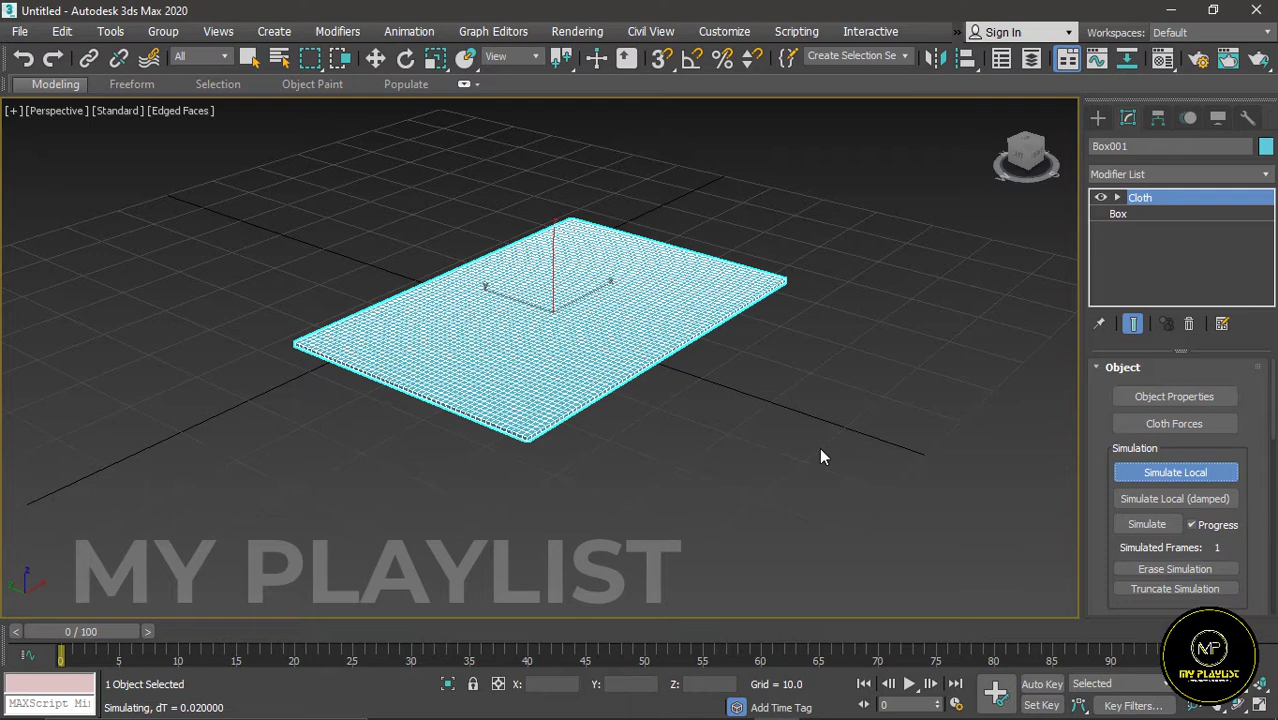 Untitled - Autodesk 3ds Max 2020
File Edit Tools Group Views Create Modifiers Animation Graph Editors Rendering Civil View Customize Scripting Interactive » Sign In Workspaces: Default
All View Create Selection Se
Modeling Freeform Selection Object Paint Populate
[+] [Perspective] [Standard] [Edged Faces]
Box001
Modifier List
Cloth
Box
Object
Object Properties
Cloth Forces
Simulation
Simulate Local
Simulate Local (damped)
Simulate Progress
Simulated Frames: 1
Erase Simulation
Truncate Simulation
MY PLAYLIST
< 0 / 100 >
0 5 10 15 20 25 30 35 40 45 50 55 60 65 70 75 80 85 90
MP
MY PLAYLIST
1 Object Selected X: Y: Z: Grid = 10.0 Auto Key Selected
MAXScript Mi Simulating, dT = 0.020000 Add Time Tag 0 Set Key Key Filters...